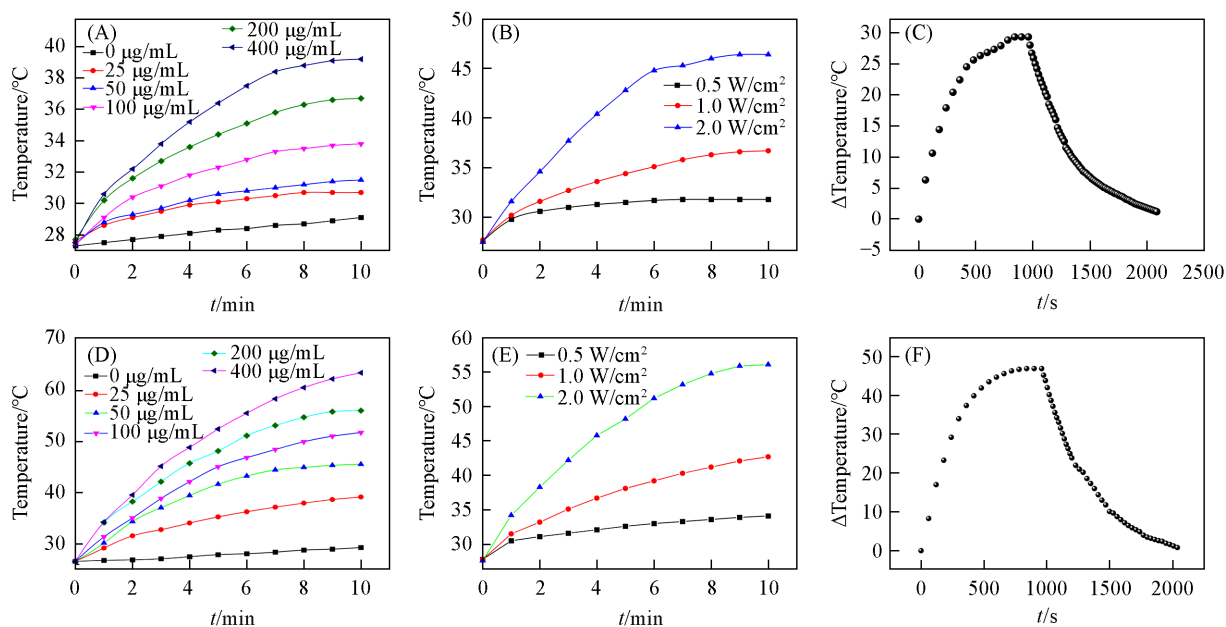 (A)
200 μg/mL
400 μg/mL
0 μg/mL
25 μg/mL
50 μg/mL
100 μg/mL
Temperature/°C
40
38
36
34
32
30
28
0 2 4 6 8 10
t/min
(B)
0.5 W/cm²
1.0 W/cm²
2.0 W/cm²
Temperature/°C
50
45
40
35
30
25
0 2 4 6 8 10
t/min
(C)
ΔTemperature/°C
30
25
20
15
10
5
0
−5
0 500 1000 1500 2000 2500
t/s
(D)
200 μg/mL
400 μg/mL
0 μg/mL
25 μg/mL
50 μg/mL
100 μg/mL
Temperature/°C
70
60
50
40
30
20
0 2 4 6 8 10
t/min
(E)
0.5 W/cm²
1.0 W/cm²
2.0 W/cm²
Temperature/°C
60
55
50
45
40
35
30
25
0 2 4 6 8 10
t/min
(F)
ΔTemperature/°C
50
40
30
20
10
0
0 500 1000 1500 2000
t/s